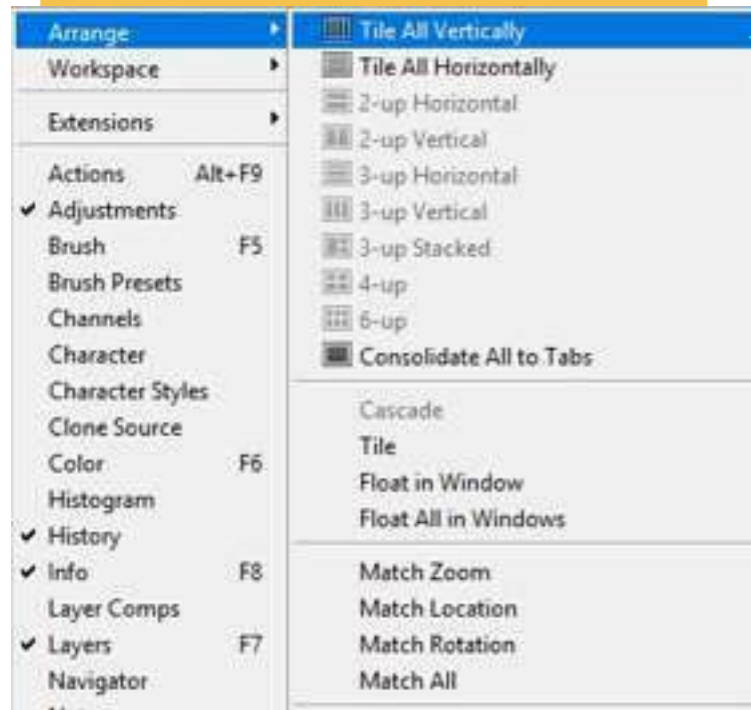 Arrange
Workspace
Extensions
Actions Alt+F9
Adjustments
Brush F5
Brush Presets
Channels
Character
Character Styles
Clone Source
Color F6
Histogram
History
Info F8
Layer Comps
Layers F7
Navigator
Tile All Vertically
Tile All Horizontally
2-up Horizontal
2-up Vertical
3-up Horizontal
3-up Vertical
3-up Stacked
4-up
6-up
Consolidate All to Tabs
Cascade
Tile
Float in Window
Float All in Windows
Match Zoom
Match Location
Match Rotation
Match All